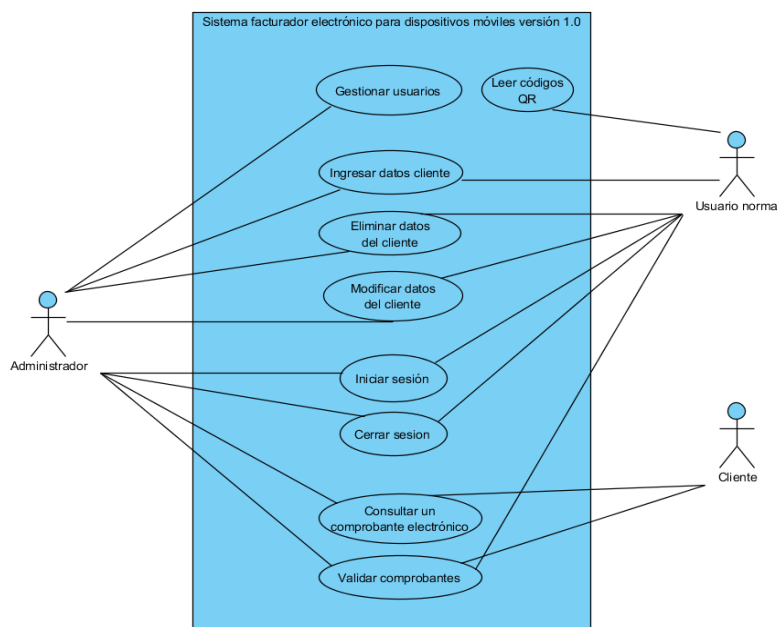 Sistema facturador electrónico para dispositivos móviles versión 1.0
Gestionar usuarios
Leer códigos
QR
Ingresar datos cliente
Usuario norma
Eliminar datos
del cliente
Modificar datos
del cliente
Administrador
Iniciar sesión
Cerrar sesion
Cliente
Consultar un
comprobante electrónico
Validar comprobantes